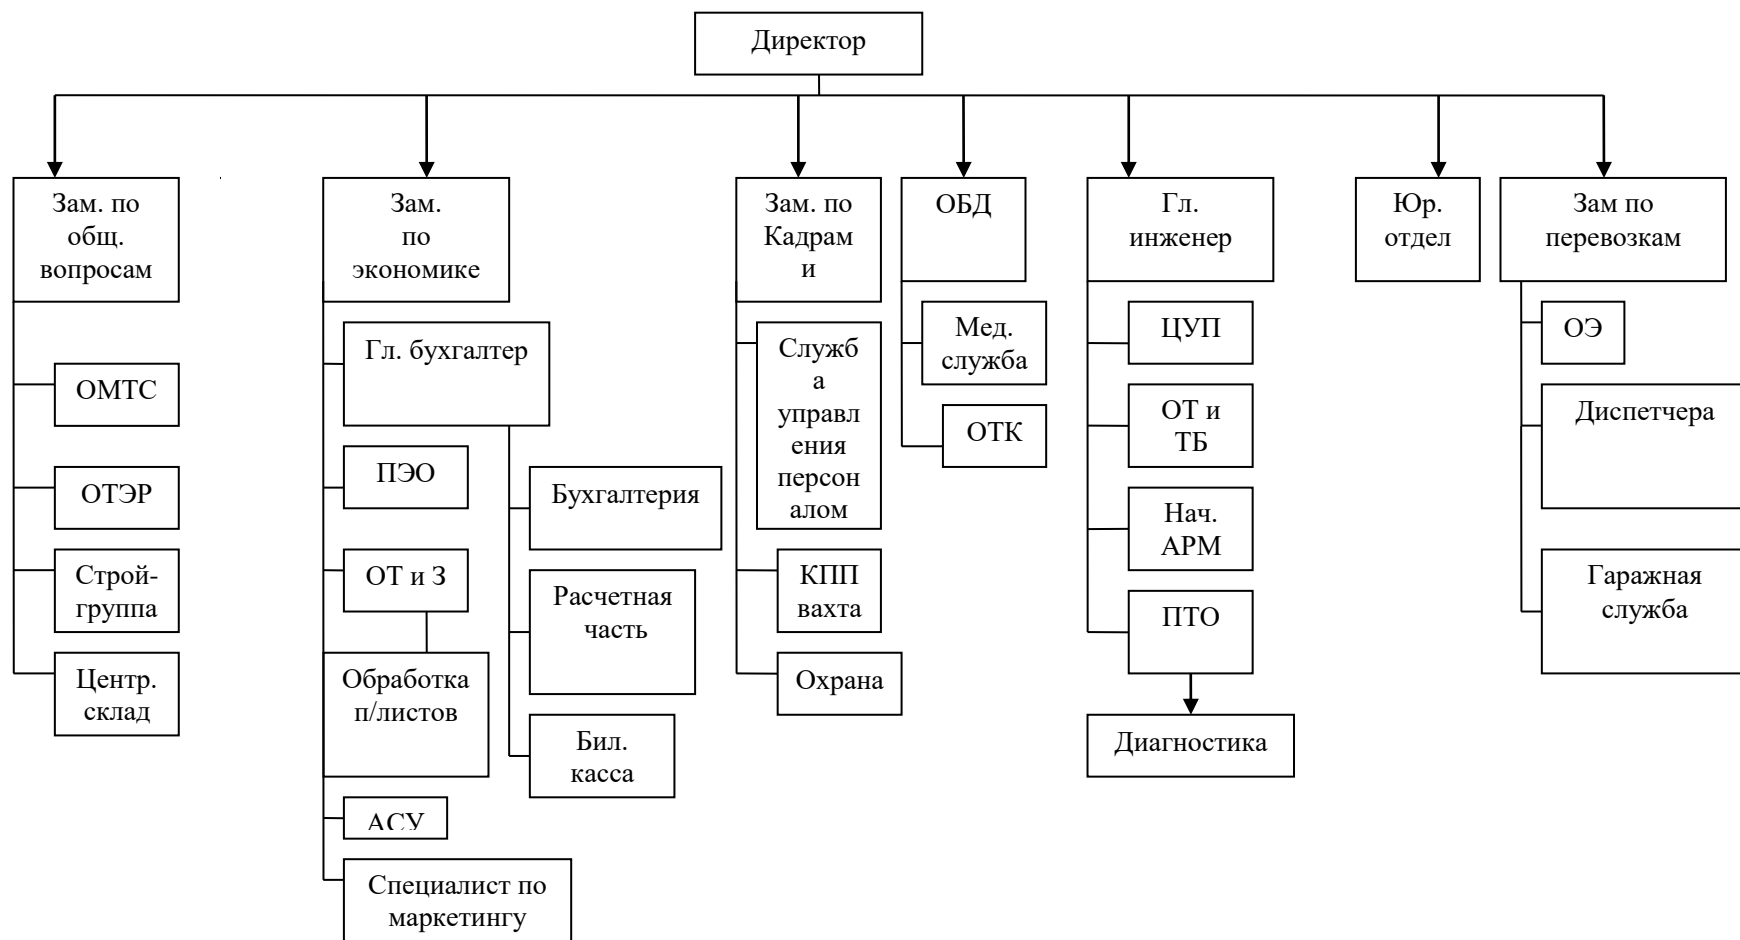 Директор
Зам. по
общ.
вопросам
ОМТС
ОТЭР
Строй-
группа
Центр.
склад
Зам.
по
экономике
Гл. бухгалтер
ПЭО
ОТ и З
Обработка
п/листов
АСУ
Специалист по
маркетингу
Бухгалтерия
Расчетная
часть
Бил.
касса
Зам. по
Кадрам
и
Служб
а
управл
ения
персон
алом
КПП
вахта
Охрана
ОБД
Мед.
служба
ОТК
Гл.
инженер
ЦУП
ОТ и
ТБ
Нач.
АРМ
ПТО
Диагностика
Юр.
отдел
Зам по
перевозкам
ОЭ
Диспетчера
Гаражная
служба